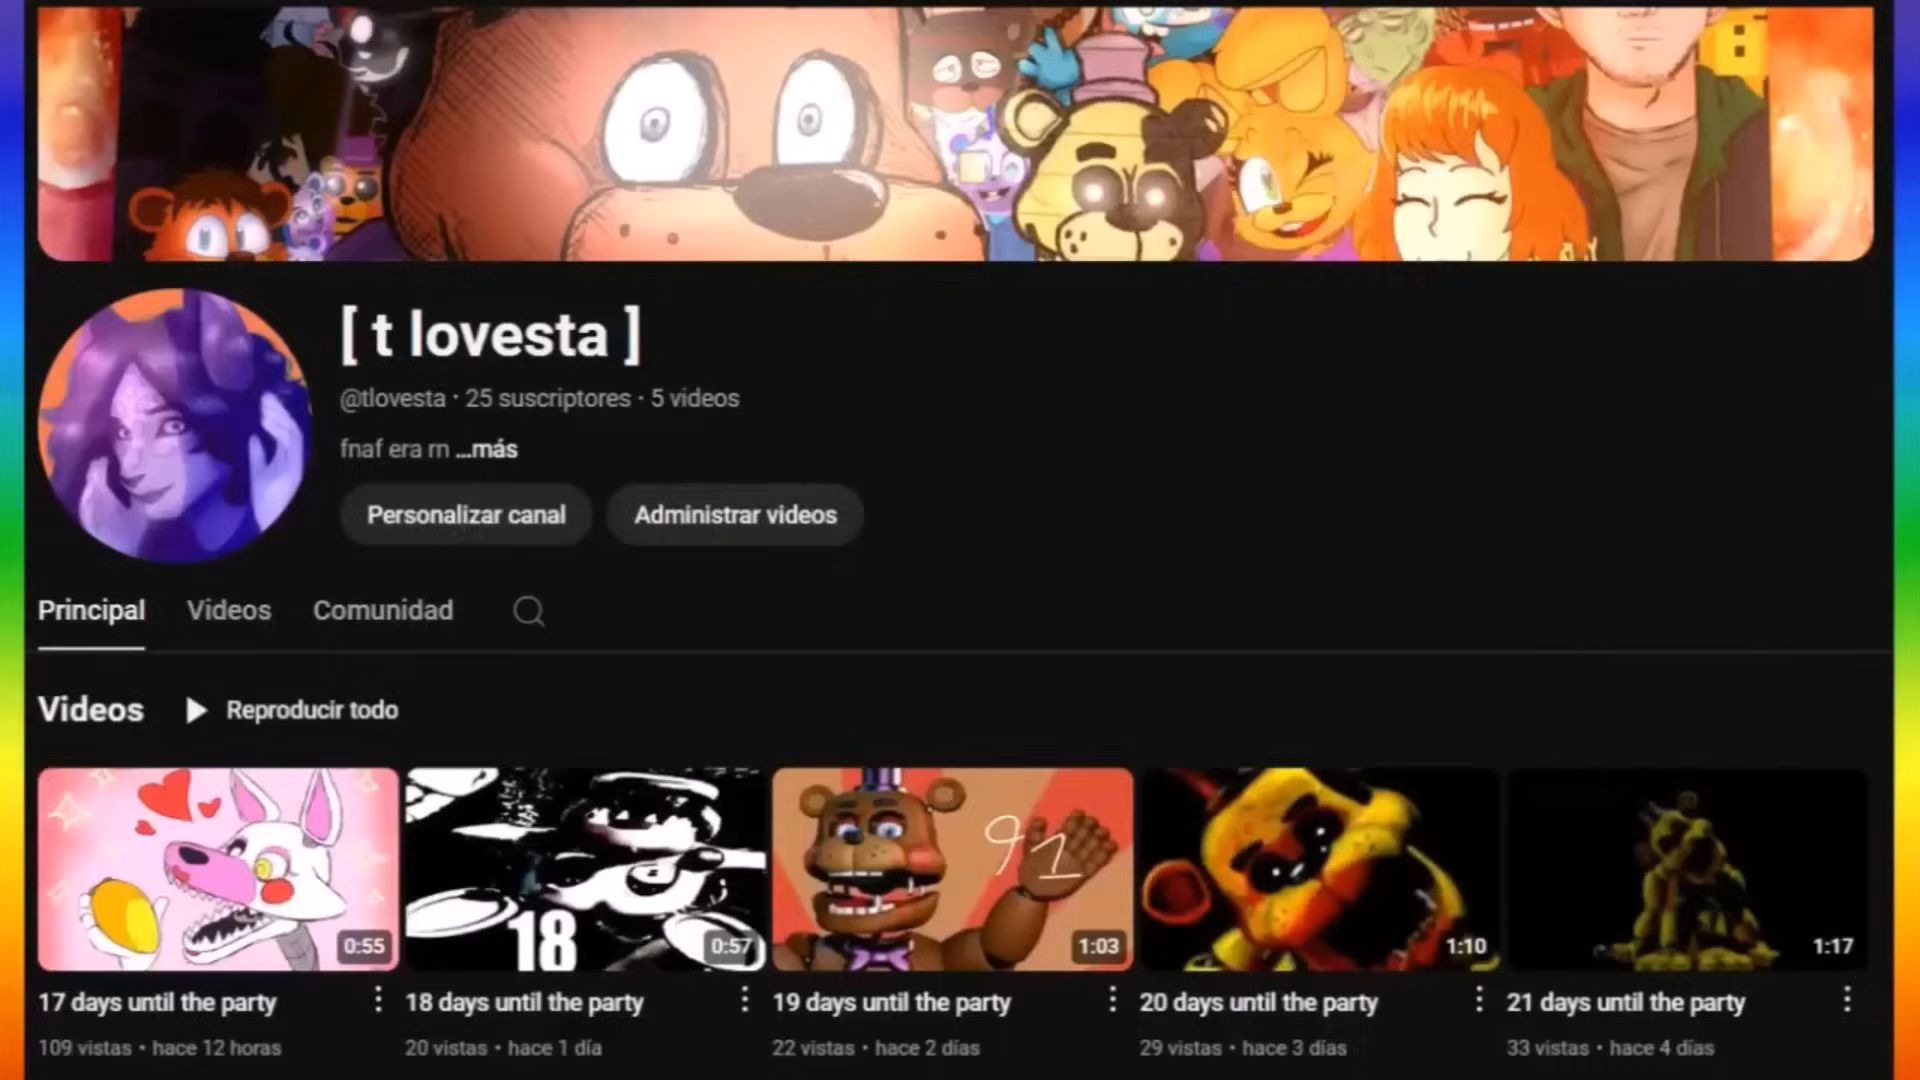 [ t lovesta ]
@tlovesta · 25 suscriptores · 5 videos
fnaf era rn ...más
Personalizar canal
Administrar videos
Principal
Videos
Comunidad
Videos
Reproducir todo
91
18
0:55
0:57
1:03
1:10
1:17
17 days until the party
18 days until the party
19 days until the party
20 days until the party
21 days until the party
109 vistas • hace 12 horas
20 vistas • hace 1 día
22 vistas • hace 2 días
29 vistas • hace 3 días
33 vistas • hace 4 días